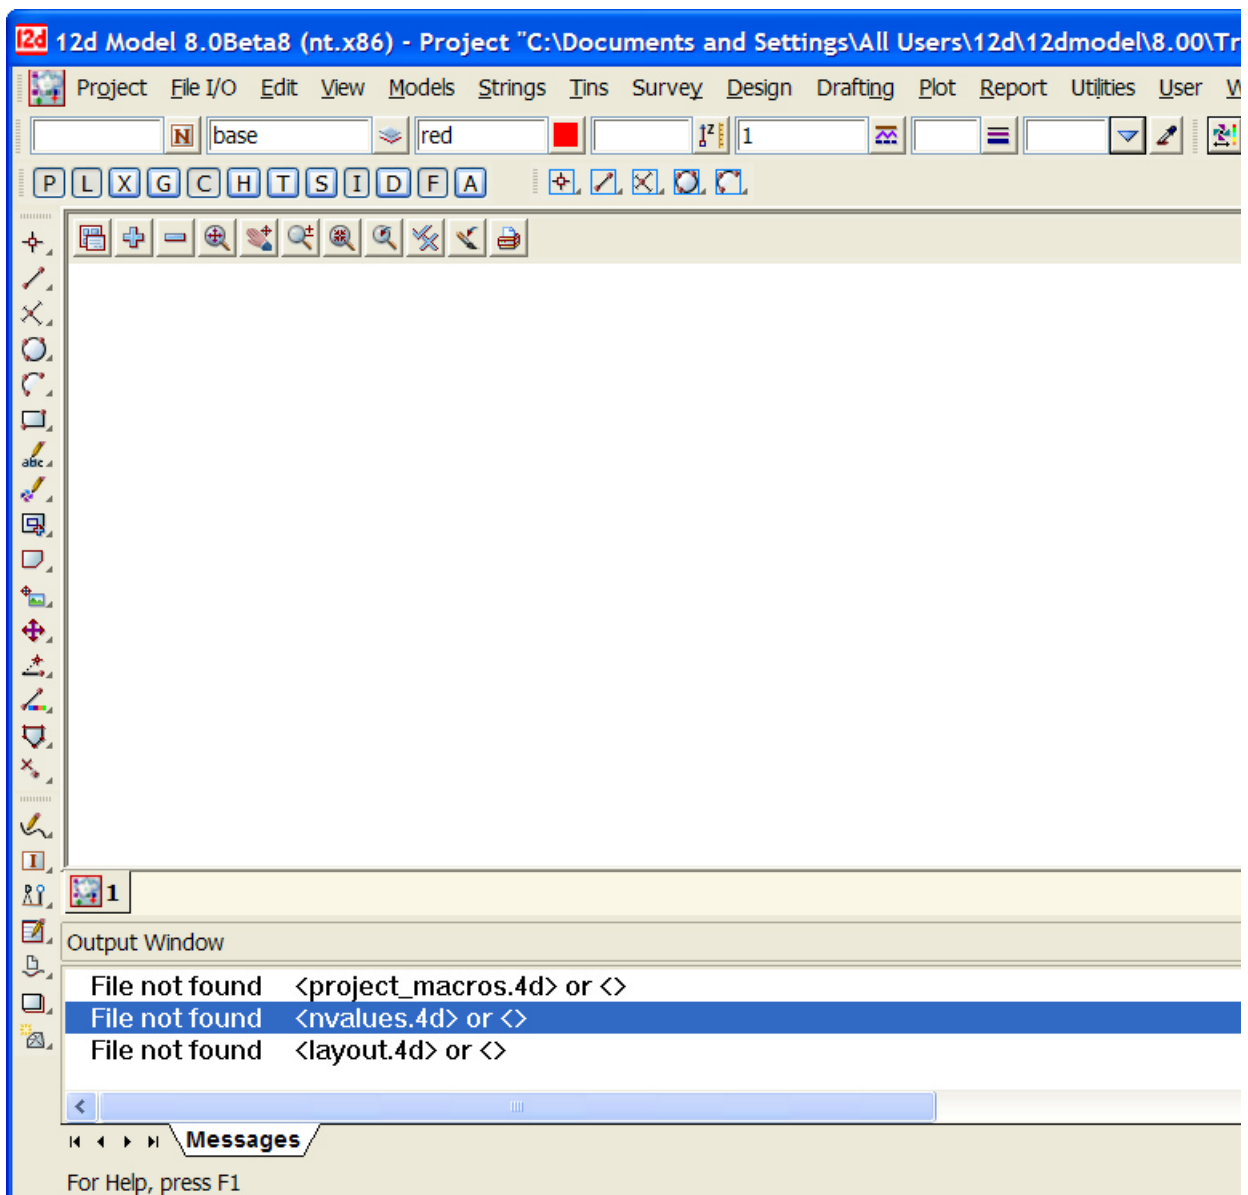 12d 12d Model 8.0Beta8 (nt.x86) - Project "C:\Documents and Settings\All Users\12d\12dmodel\8.00\Tr
Project File I/O Edit View Models Strings Tins Survey Design Drafting Plot Report Utilities User W
N base red z 1
P L X G C H T S I D F A
abc
I
1
Output Window
File not found <project_macros.4d> or <>
File not found <nvalues.4d> or <>
File not found <layout.4d> or <>
Messages
For Help, press F1